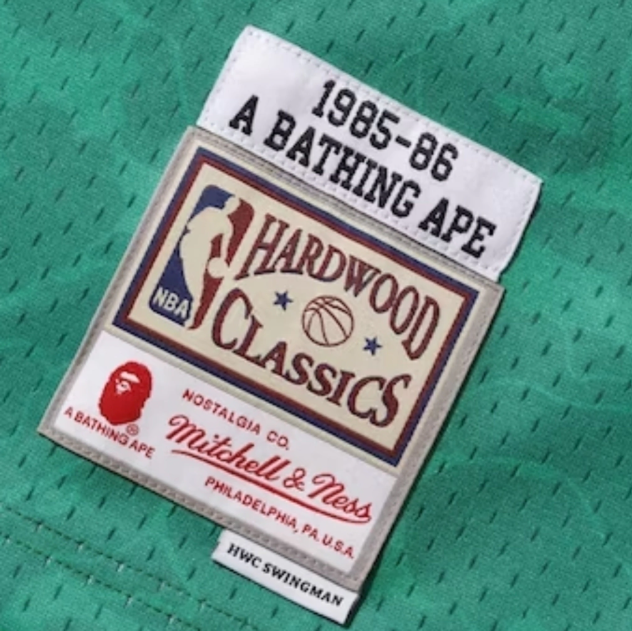 1985-86
A BATHING APE
HARDWOOD
NBA
CLASSICS
A BATHING APE®
NOSTALGIA CO.
Mitchell & Ness
PHILADELPHIA, PA. U.S.A.
HWC SWINGMAN